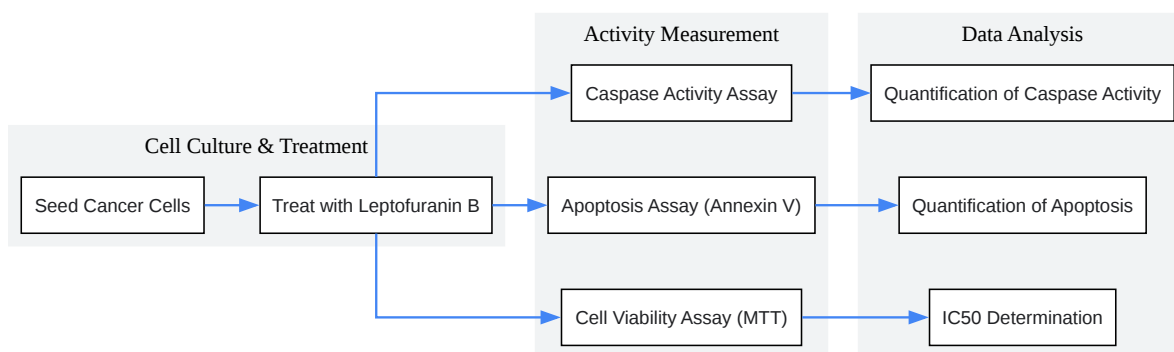 Activity Measurement
Data Analysis
Caspase Activity Assay
Quantification of Caspase Activity
Cell Culture & Treatment
Seed Cancer Cells
Treat with Leptofuranin B
Apoptosis Assay (Annexin V)
Quantification of Apoptosis
Cell Viability Assay (MTT)
IC50 Determination